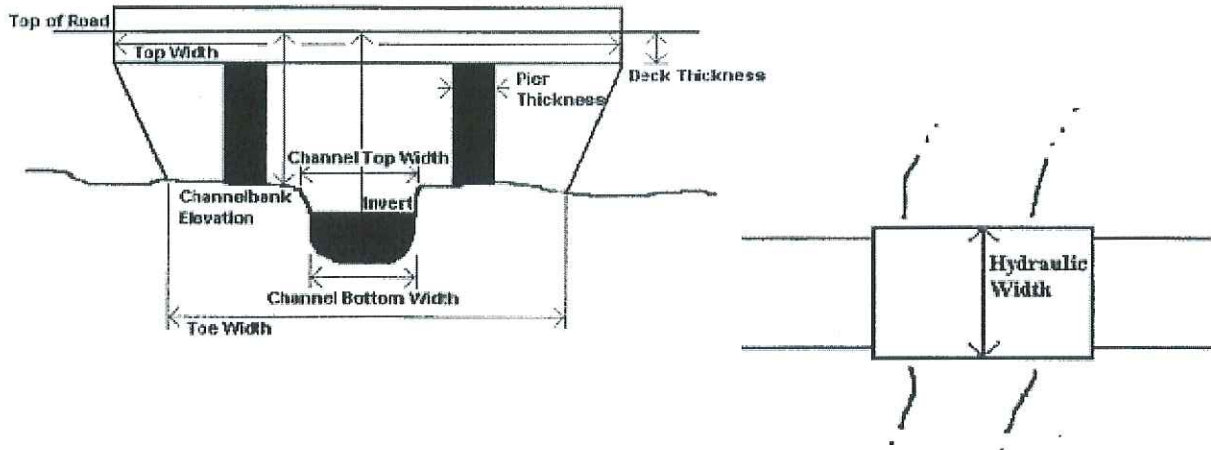 Top of Road
Top Width
Deck Thickness
Pier
Thickness
Channel Top Width
Channelbank
Elevation
Invert
Channel Bottom Width
Toe Width
Hydraulic
Width